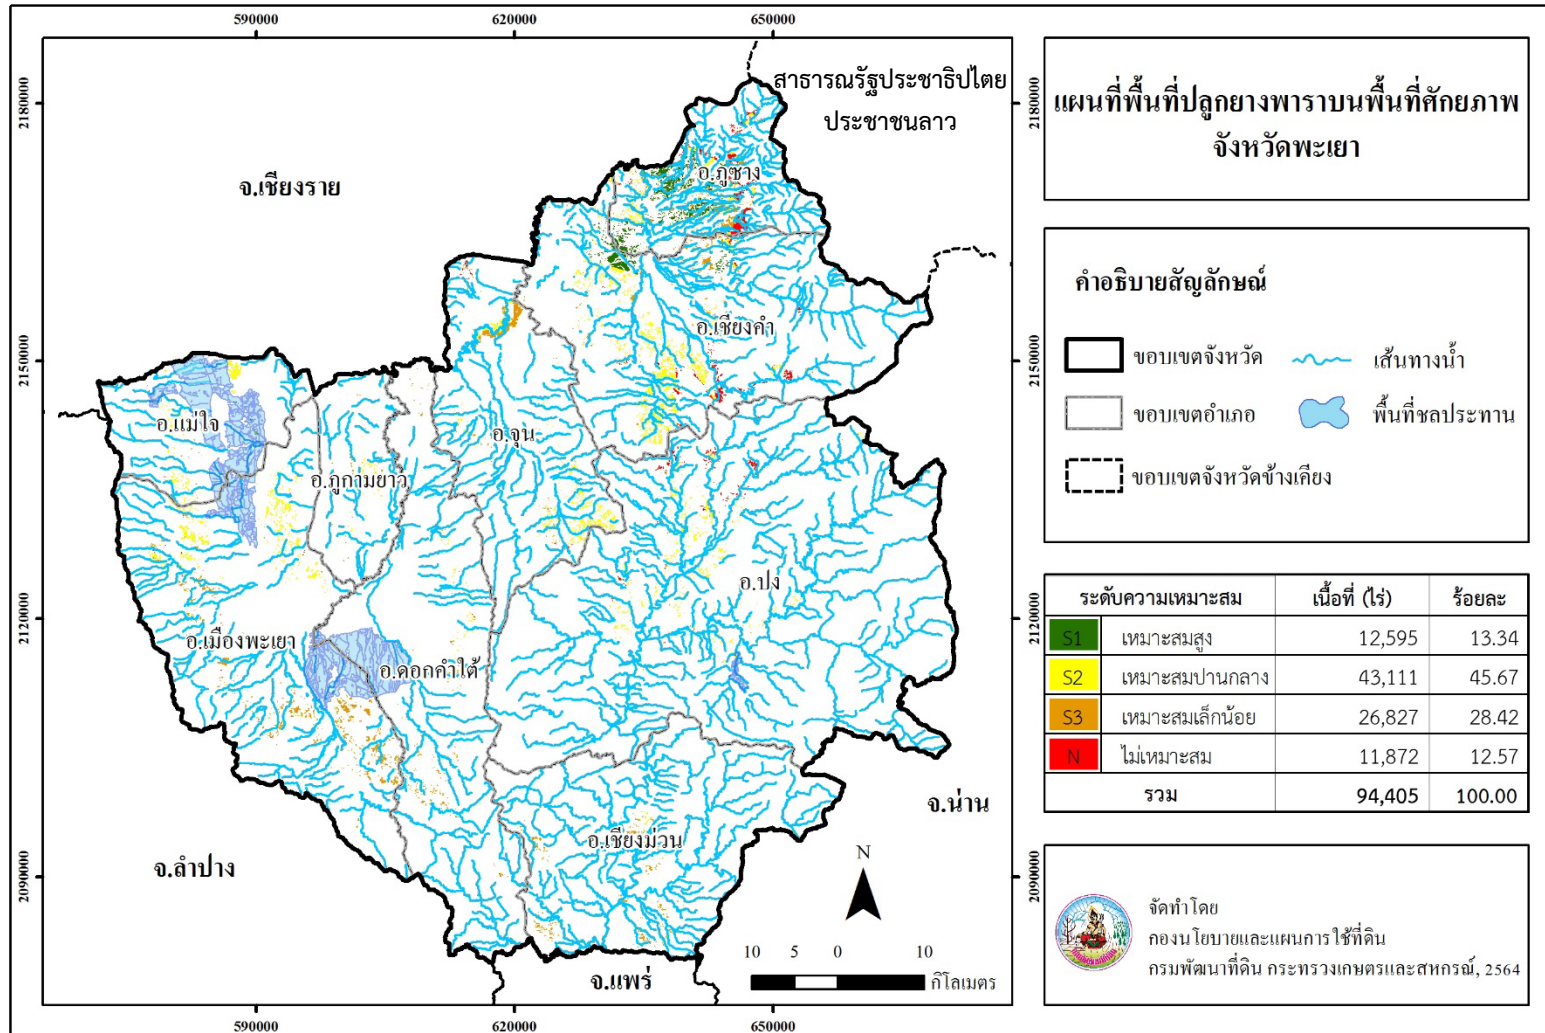 590000
620000
650000
2180000
2150000
2120000
2090000
สาธารณรัฐประชาธิปไตย
ประชาชนลาว
จ.เชียงราย
อ.ภูซาง
อ.เชียงคำ
อ.แม่ใจ
อ.ภูกามยาว
อ.จุน
อ.ปง
อ.เมืองพะเยา
อ.ดอกคำใต้
อ.เชียงม่วน
จ.น่าน
จ.ลำปาง
จ.แพร่
N
10 5 0 10
กิโลเมตร
590000
620000
650000
2180000
2150000
2120000
2090000
แผนที่พื้นที่ปลูกยางพาราบนพื้นที่ศักยภาพ
จังหวัดพะเยา
คำอธิบายสัญลักษณ์
ขอบเขตจังหวัด
เส้นทางน้ำ
ขอบเขตอำเภอ
พื้นที่ชลประทาน
ขอบเขตจังหวัดข้างเคียง
ระดับความเหมาะสม เนื้อที่ (ไร่) ร้อยละ
S1 เหมาะสมสูง 12,595 13.34
S2 เหมาะสมปานกลาง 43,111 45.67
S3 เหมาะสมเล็กน้อย 26,827 28.42
N ไม่เหมาะสม 11,872 12.57
รวม 94,405 100.00
จัดทำโดย
กองนโยบายและแผนการใช้ที่ดิน
กรมพัฒนาที่ดิน กระทรวงเกษตรและสหกรณ์, 2564